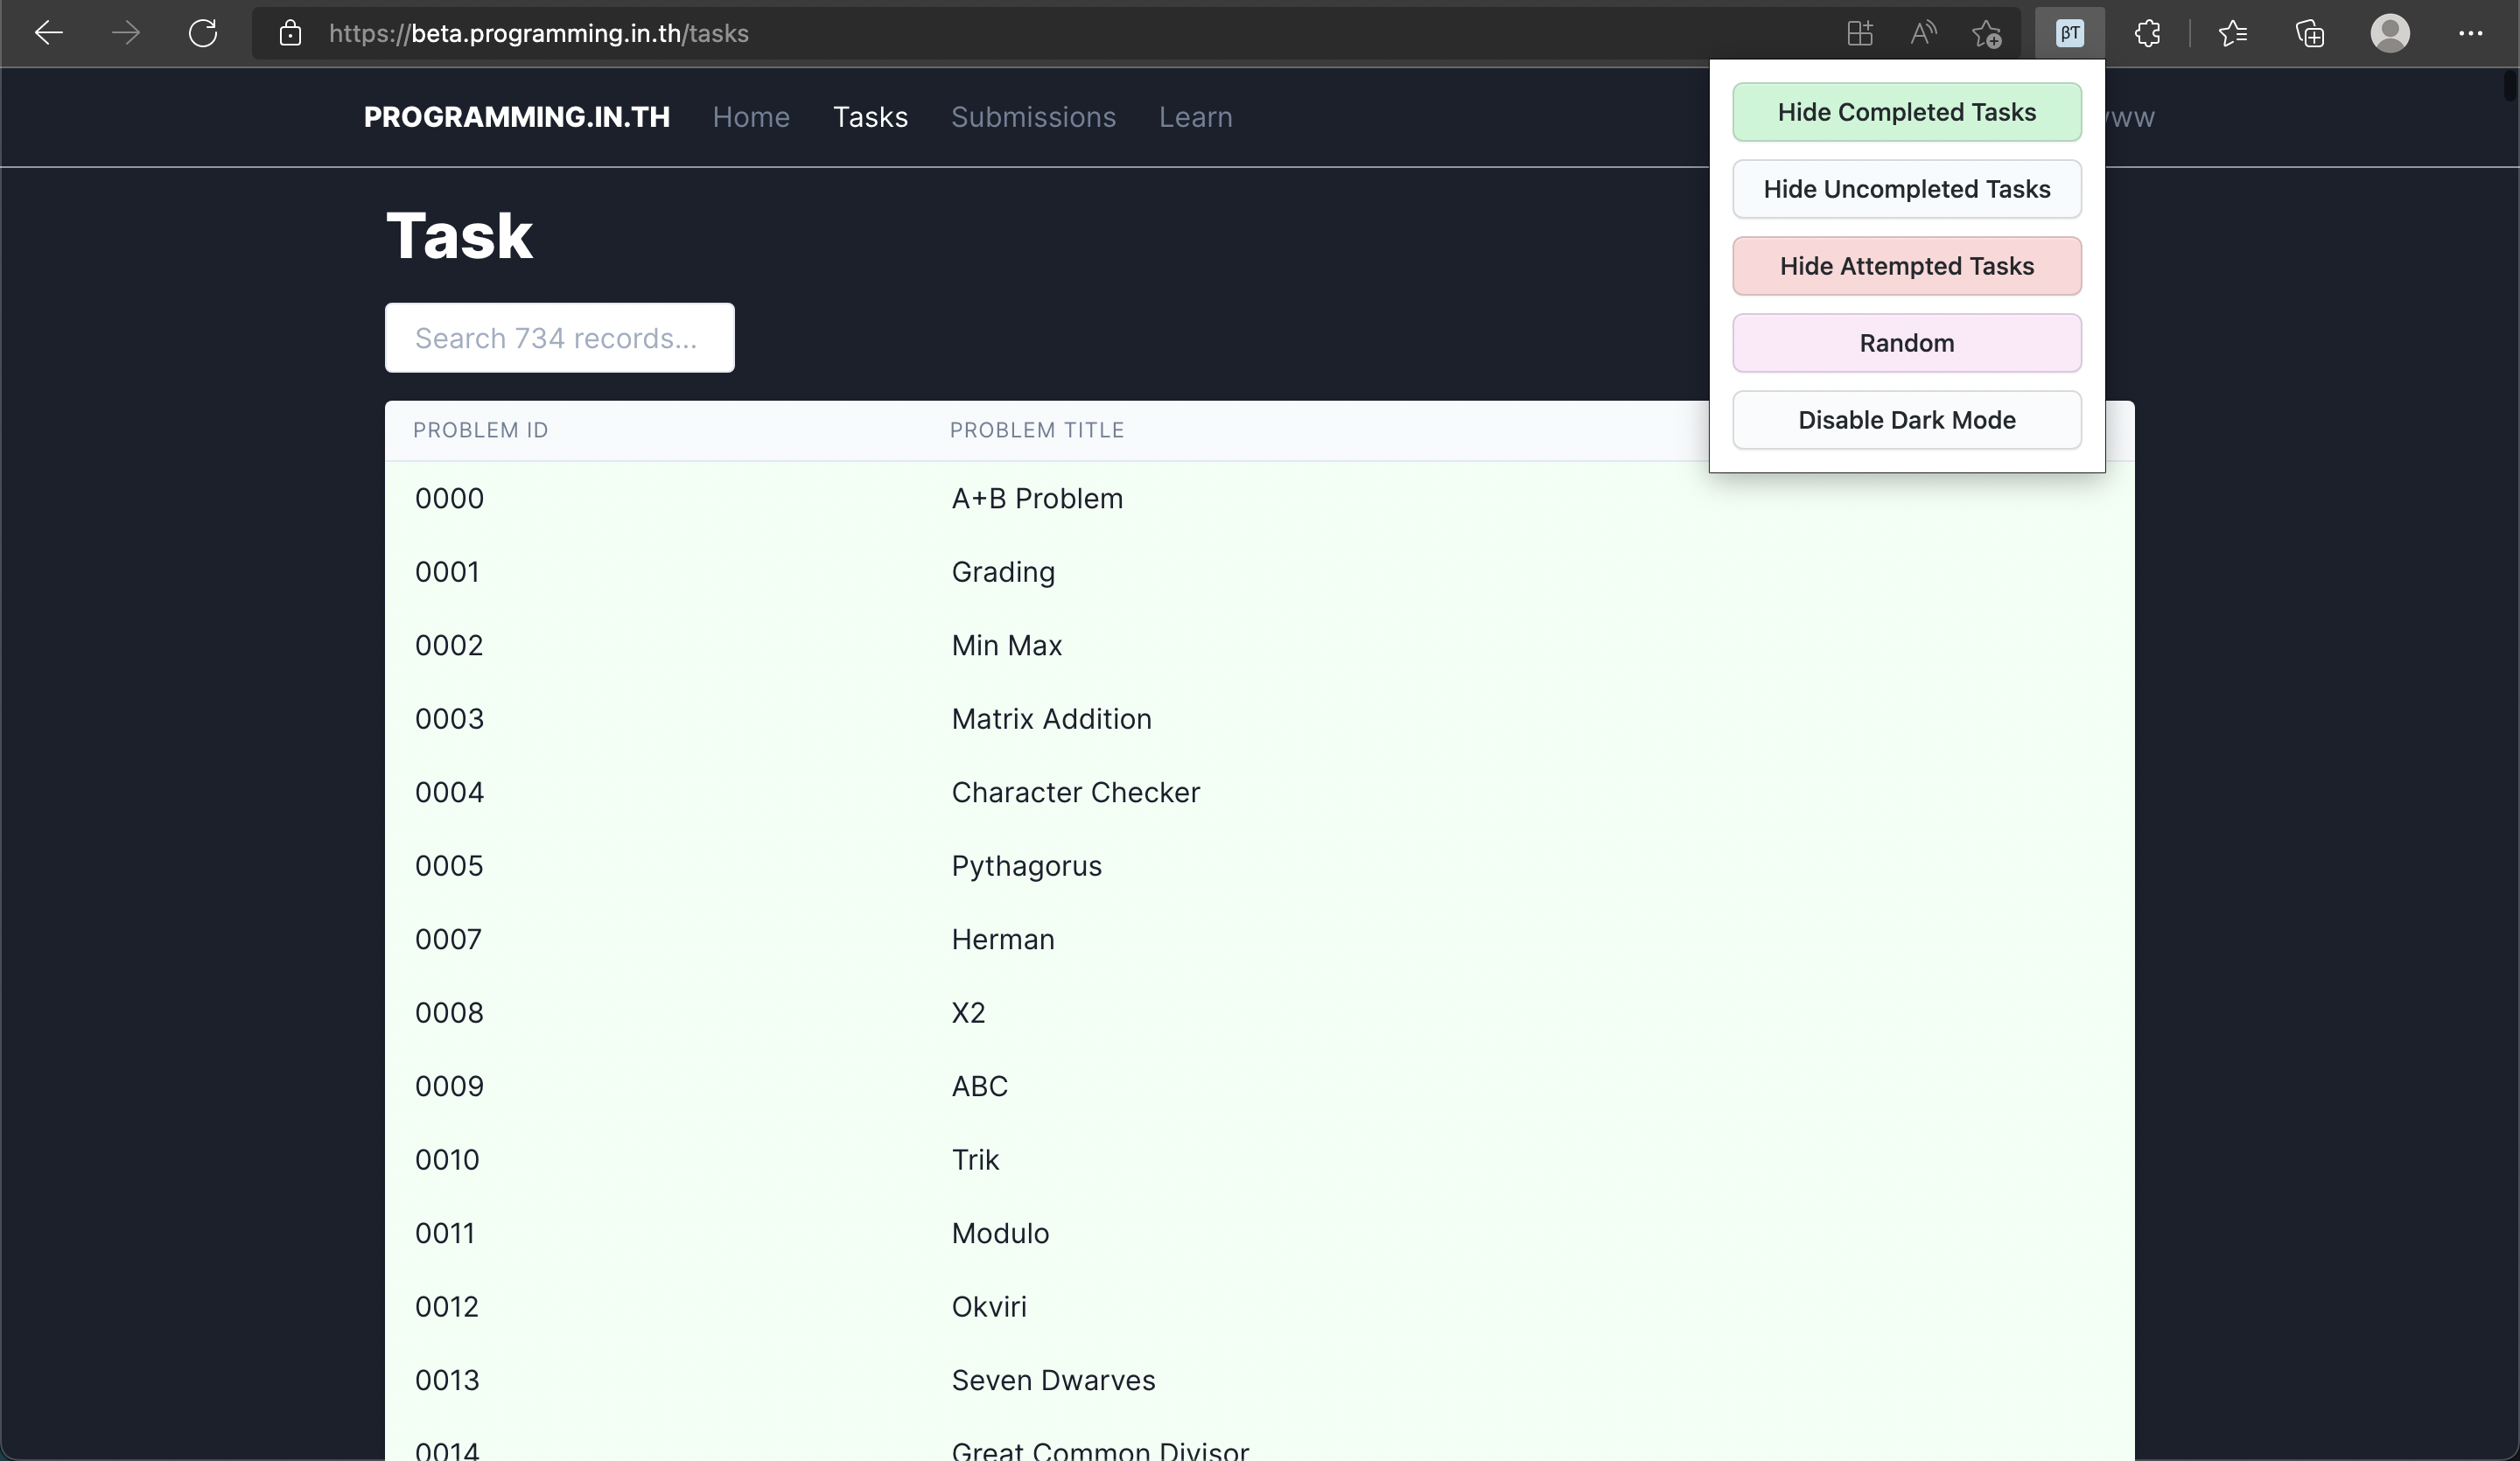 https://beta.programming.in.th/tasks
βT
PROGRAMMING.IN.TH Home Tasks Submissions Learn
Hide Completed Tasks
Hide Uncompleted Tasks
Hide Attempted Tasks
Random
Disable Dark Mode
Task
Search 734 records...
PROBLEM ID PROBLEM TITLE
0000 A+B Problem
0001 Grading
0002 Min Max
0003 Matrix Addition
0004 Character Checker
0005 Pythagorus
0007 Herman
0008 X2
0009 ABC
0010 Trik
0011 Modulo
0012 Okviri
0013 Seven Dwarves
0014 Great Common Divisor